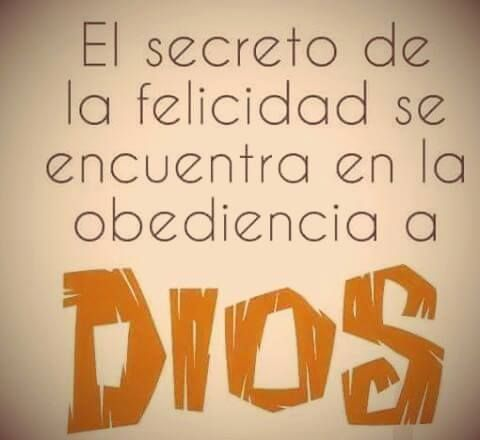 El secreto de
la felicidad se
encuentra en la
obediencia a
DIOS